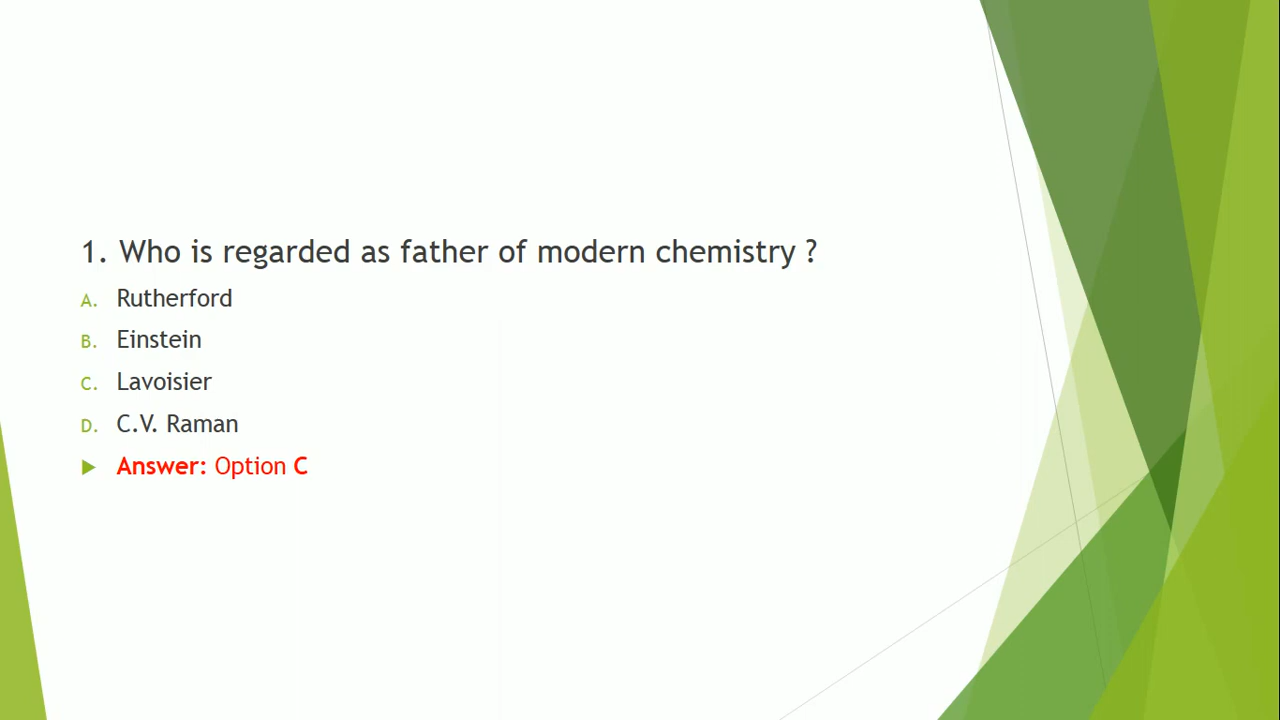 1. Who is regarded as father of modern chemistry ?
A. Rutherford
B. Einstein
C. Lavoisier
D. C.V. Raman
Answer: Option C